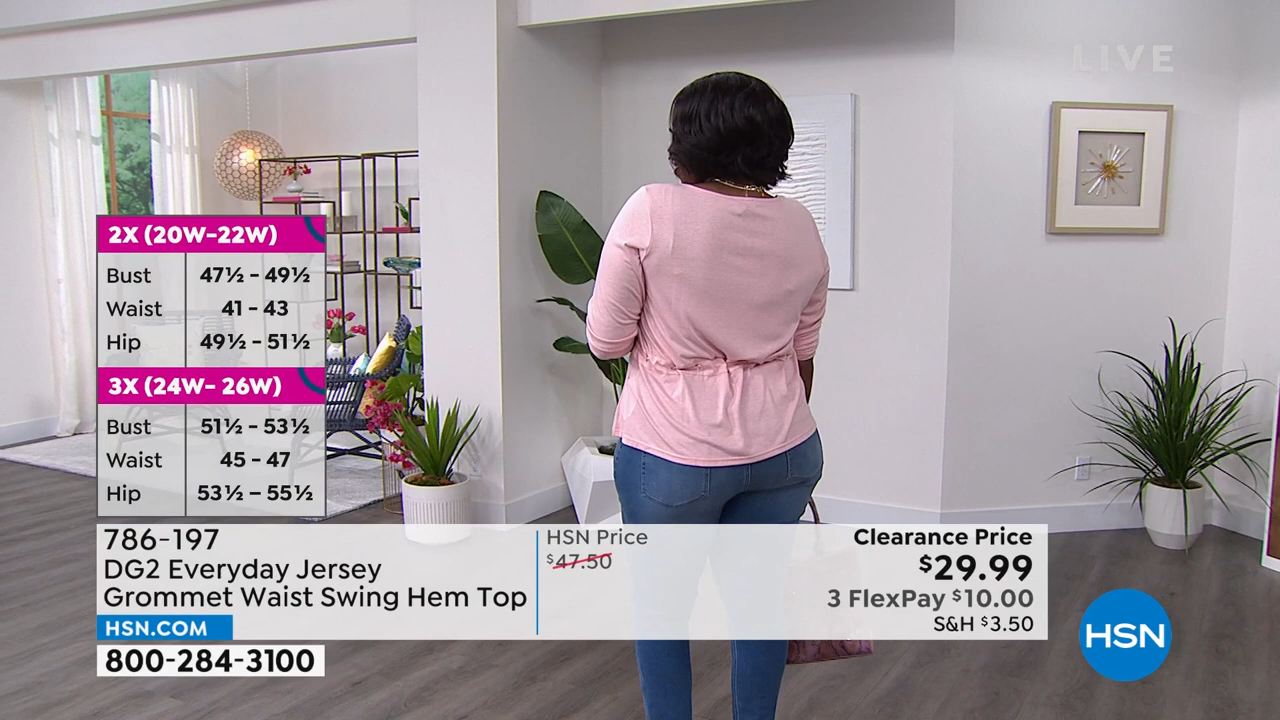 LIVE
2X (20W-22W)
Bust 47½ - 49½
Waist 41 - 43
Hip 49½ - 51½
3X (24W- 26W)
Bust 51½ - 53½
Waist 45 - 47
Hip 53½ - 55½
786-197
DG2 Everyday Jersey
Grommet Waist Swing Hem Top
HSN.COM
800-284-3100
HSN Price
$47.50
Clearance Price
$29.99
3 FlexPay $10.00
S&H $3.50
HSN